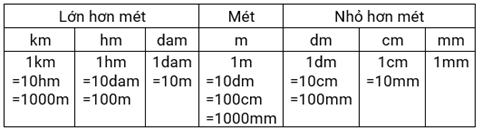 Lớn hơn mét Mét Nhỏ hơn mét
km hm dam m dm cm mm
1km 1hm 1dam 1m 1dm 1cm 1mm
=10hm =10dam =10m =10dm =10cm =10mm
=1000m =100m =100cm =100mm
=1000mm